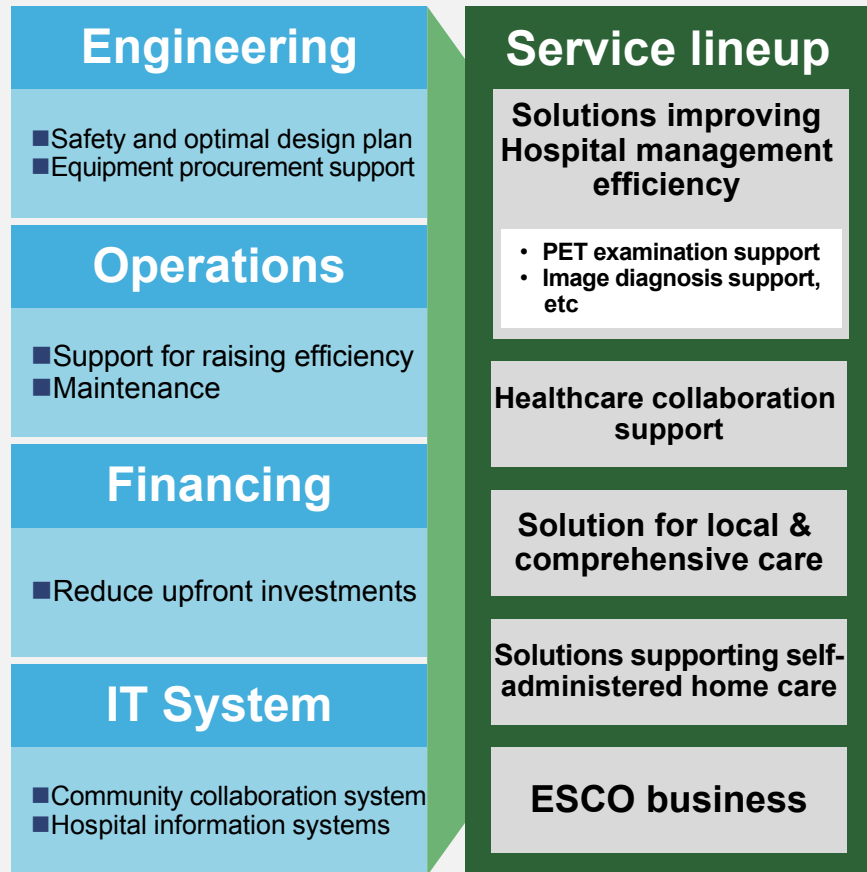 Engineering
■Safety and optimal design plan
■Equipment procurement support
Operations
■Support for raising efficiency
■Maintenance
Financing
■Reduce upfront investments
IT System
■Community collaboration system
■Hospital information systems
Service lineup
Solutions improving
Hospital management
efficiency
• PET examination support
• Image diagnosis support,
etc
Healthcare collaboration
support
Solution for local &
comprehensive care
Solutions supporting self-
administered home care
ESCO business